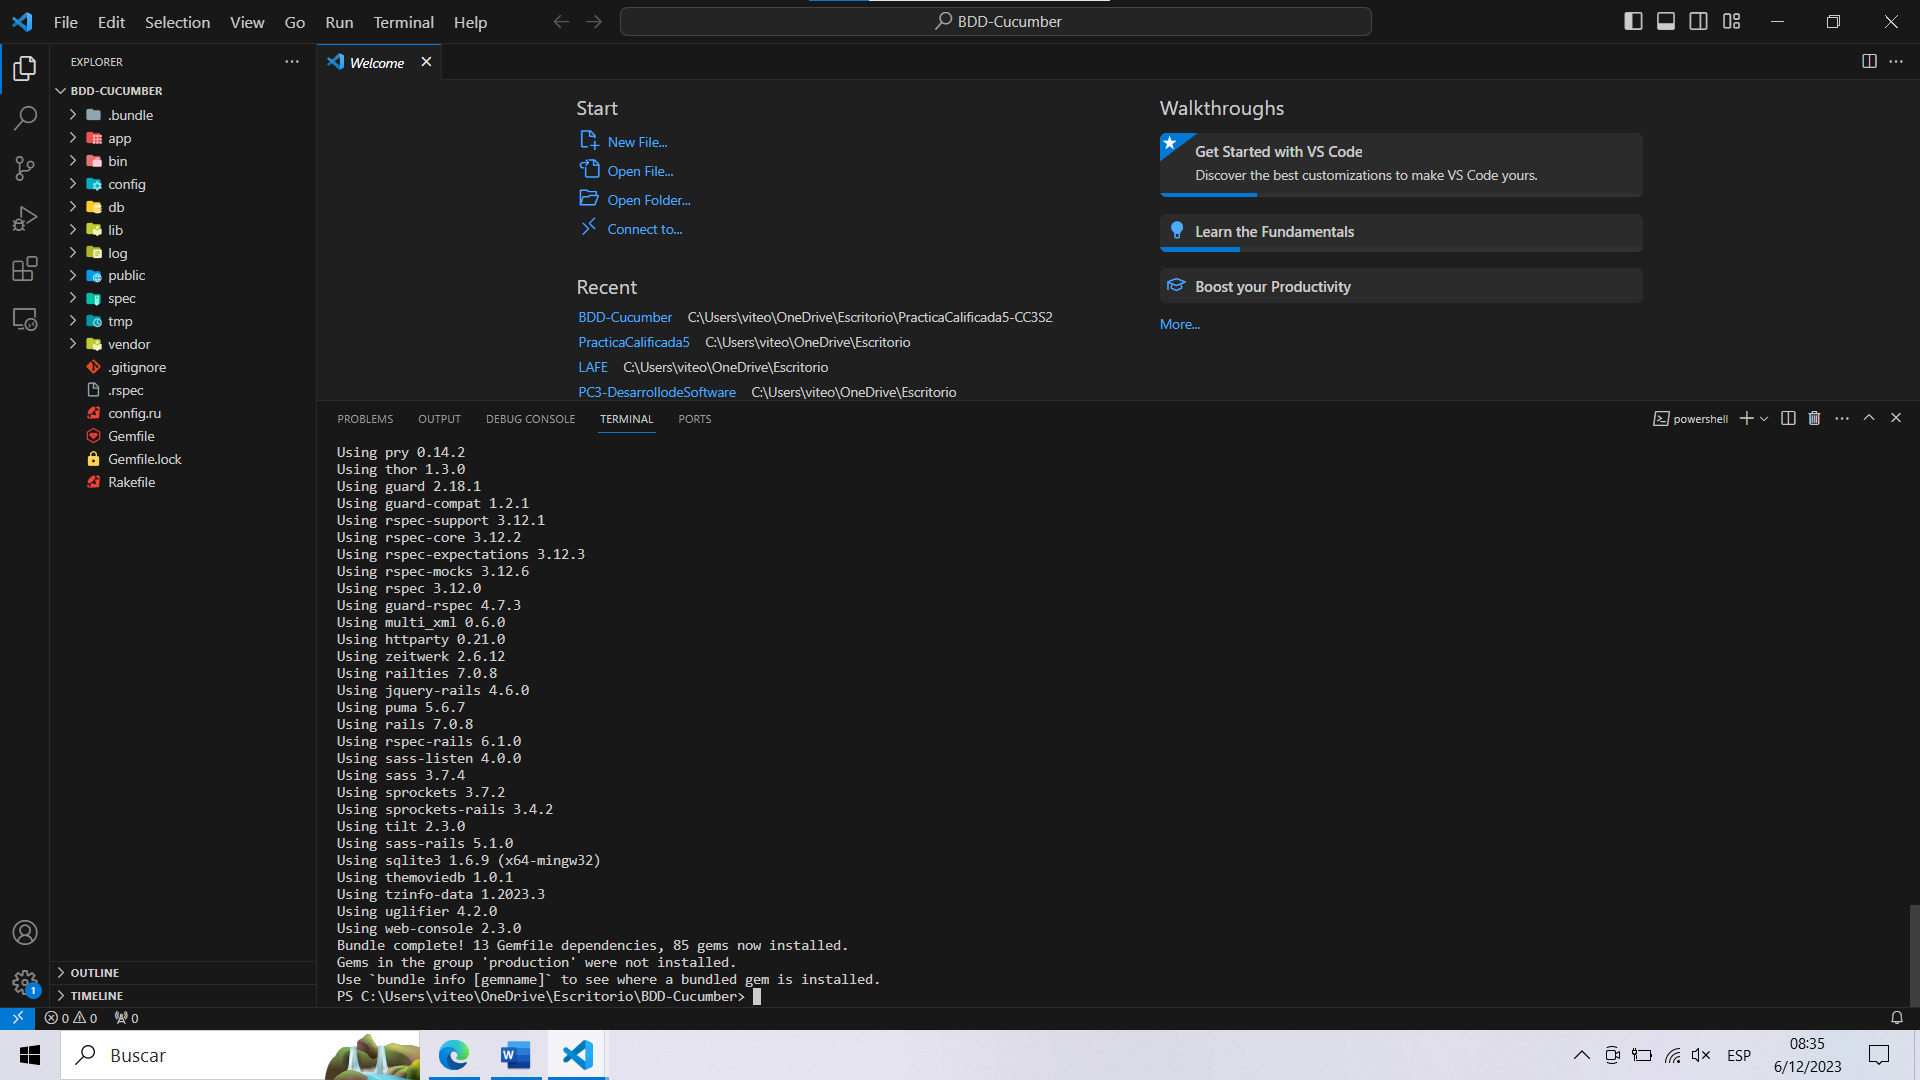 File Edit Selection View Go Run Terminal Help
BDD-Cucumber
EXPLORER
BDD-CUCUMBER
.bundle
app
bin
config
db
lib
log
public
spec
tmp
vendor
.gitignore
.rspec
config.ru
Gemfile
Gemfile.lock
Rakefile
OUTLINE
TIMELINE
Welcome
Start
New File...
Open File...
Open Folder...
Connect to...
Recent
BDD-Cucumber C:\Users\viteo\OneDrive\Escritorio\PracticaCalificada5-CC3S2
PracticaCalificada5 C:\Users\viteo\OneDrive\Escritorio
LAFE C:\Users\viteo\OneDrive\Escritorio
PC3-DesarrollodeSoftware C:\Users\viteo\OneDrive\Escritorio
Walkthroughs
Get Started with VS Code
Discover the best customizations to make VS Code yours.
Learn the Fundamentals
Boost your Productivity
More...
PROBLEMS OUTPUT DEBUG CONSOLE TERMINAL PORTS
powershell
Using pry 0.14.2
Using thor 1.3.0
Using guard 2.18.1
Using guard-compat 1.2.1
Using rspec-support 3.12.1
Using rspec-core 3.12.2
Using rspec-expectations 3.12.3
Using rspec-mocks 3.12.6
Using rspec 3.12.0
Using guard-rspec 4.7.3
Using multi_xml 0.6.0
Using httparty 0.21.0
Using zeitwerk 2.6.12
Using railties 7.0.8
Using jquery-rails 4.6.0
Using puma 5.6.7
Using rails 7.0.8
Using rspec-rails 6.1.0
Using sass-listen 4.0.0
Using sass 3.7.4
Using sprockets 3.7.2
Using sprockets-rails 3.4.2
Using tilt 2.3.0
Using sass-rails 5.1.0
Using sqlite3 1.6.9 (x64-mingw32)
Using themoviedb 1.0.1
Using tzinfo-data 1.2023.3
Using uglifier 4.2.0
Using web-console 2.3.0
Bundle complete! 13 Gemfile dependencies, 85 gems now installed.
Gems in the group 'production' were not installed.
Use `bundle info [gemname]` to see where a bundled gem is installed.
PS C:\Users\viteo\OneDrive\Escritorio\BDD-Cucumber>
1
0 0 0
Buscar
W
ESP
08:35
6/12/2023